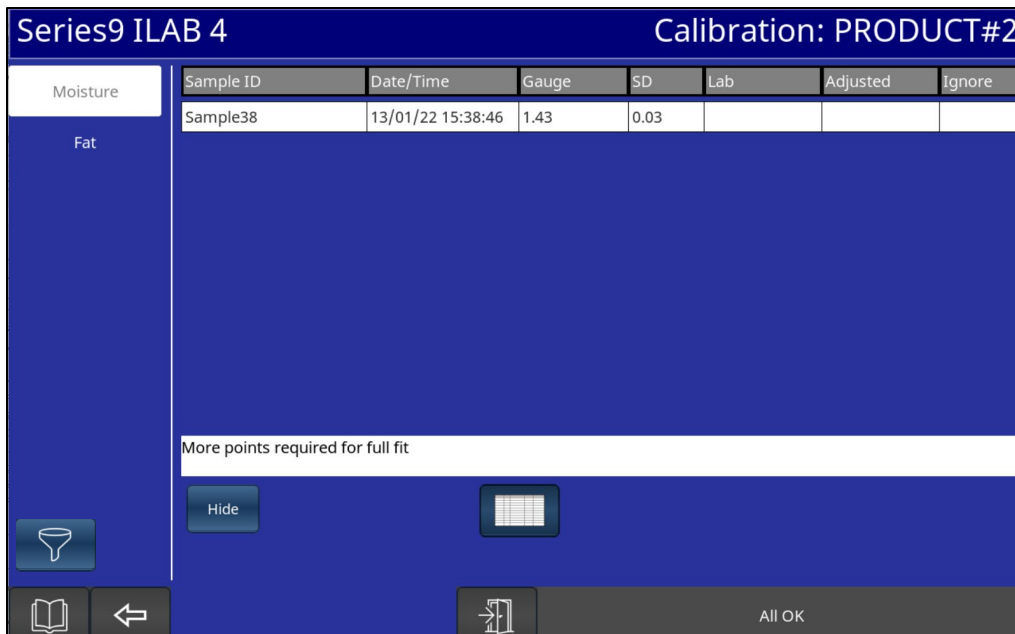 Series9 ILAB 4 Calibration: PRODUCT#2
Moisture
Fat
Sample ID Date/Time Gauge SD Lab Adjusted Ignore
Sample38 13/01/22 15:38:46 1.43 0.03
More points required for full fit
Hide
All OK